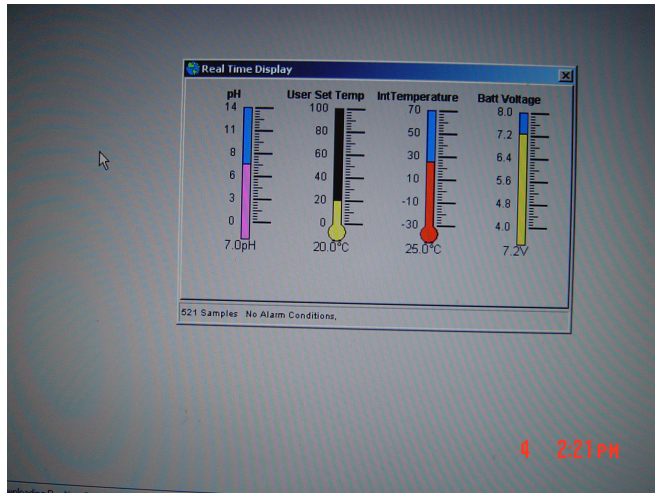 Real Time Display
pH User Set Temp IntTemperature Batt Voltage
14 100 70 8.0
11 80 50 7.2
8 60 30 6.4
6 40 10 5.6
3 20 -10 4.8
0 0 -30 4.0
7.0pH 20.0°C 25.0°C 7.2V
521 Samples No Alarm Conditions,
4 2:21PM